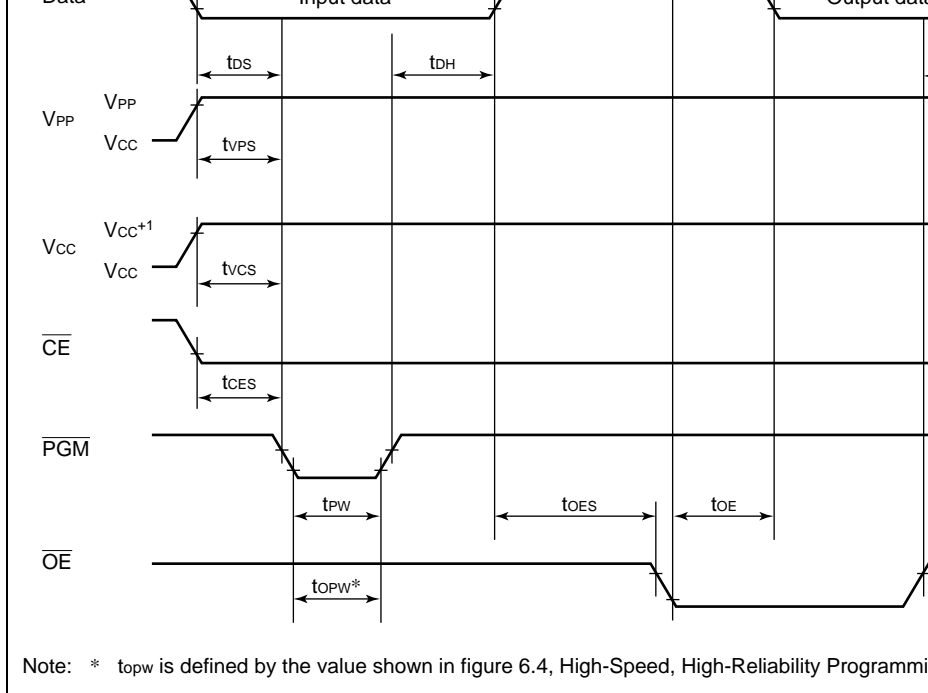 Data Input data Output data
tDS tDH
VPP VPP
VCC
tVPS
VCC VCC+1
VCC
tVCS
CE
tCES
PGM
tPW tOES tOE
OE
tOPW*
Note: * topw is defined by the value shown in figure 6.4, High-Speed, High-Reliability